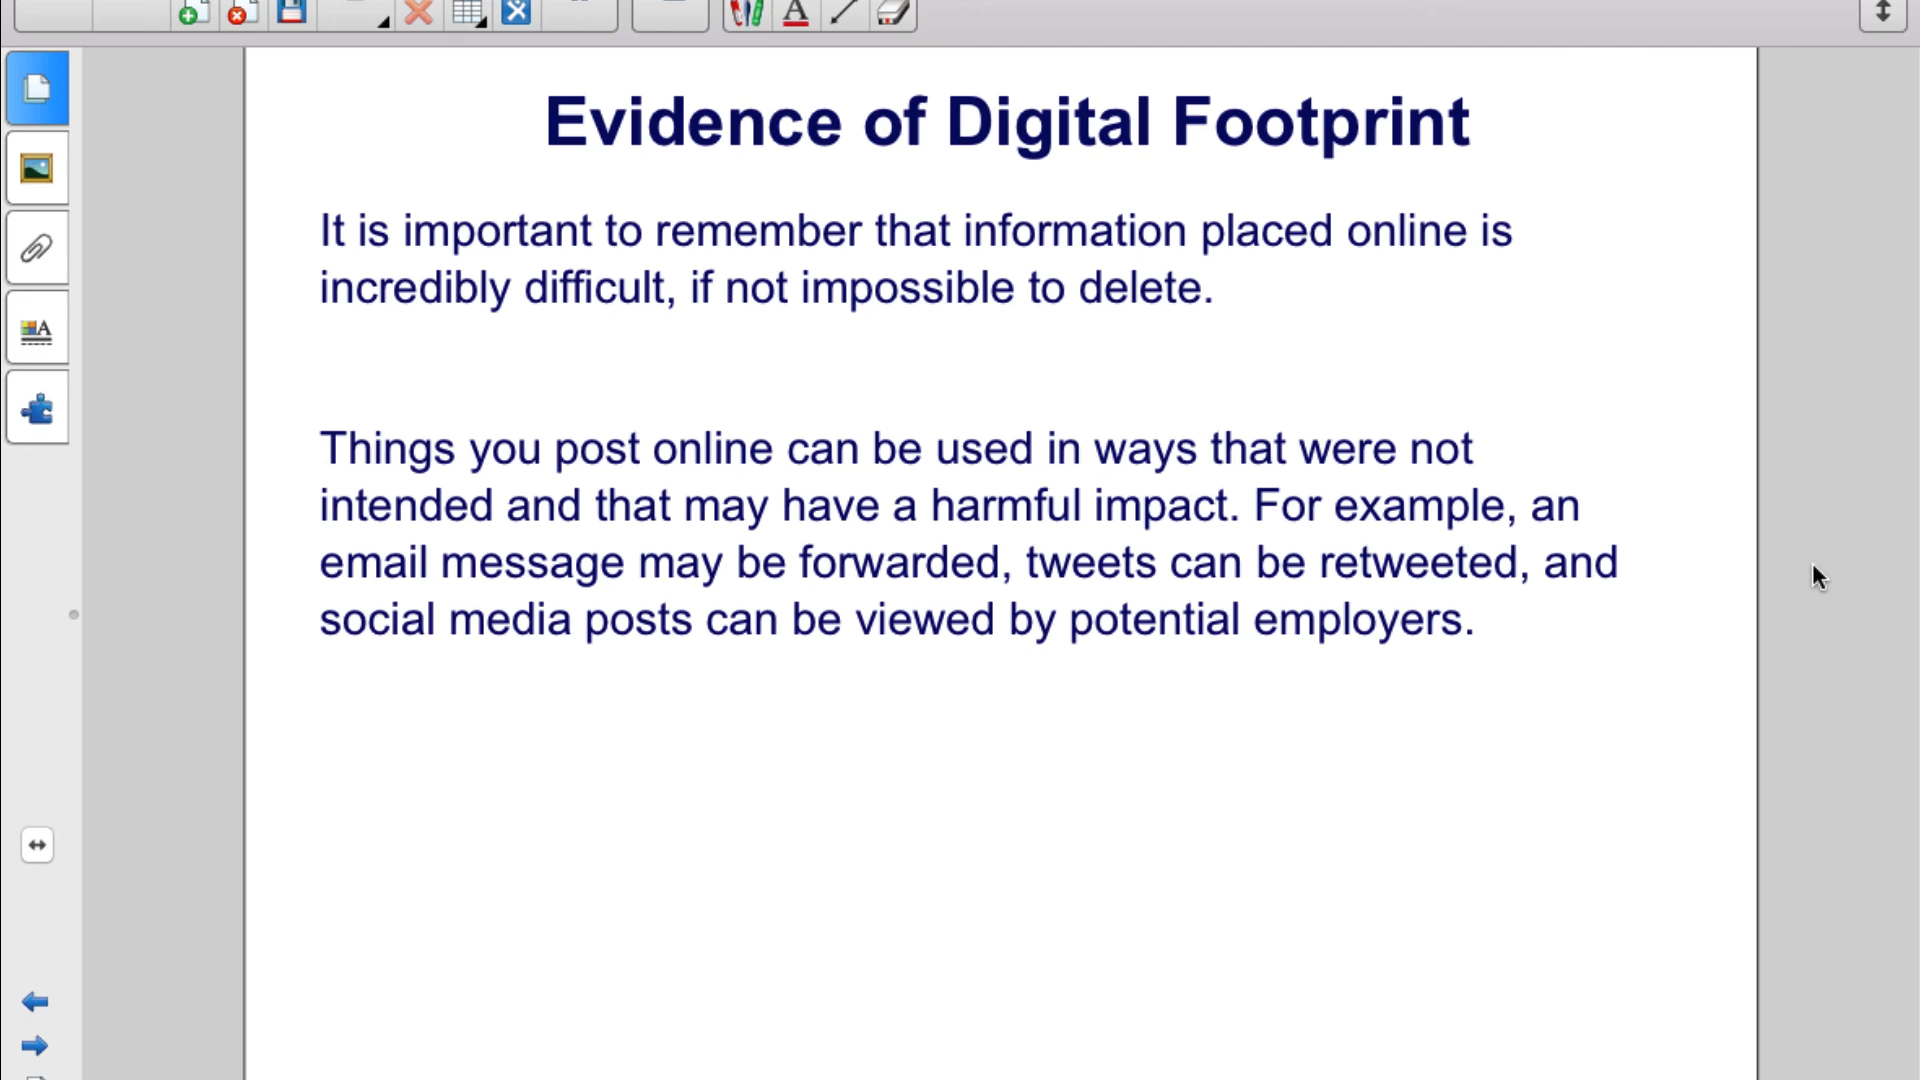 Evidence of Digital Footprint
It is important to remember that information placed online is
incredibly difficult, if not impossible to delete.
Things you post online can be used in ways that were not
intended and that may have a harmful impact. For example, an
email message may be forwarded, tweets can be retweeted, and
social media posts can be viewed by potential employers.